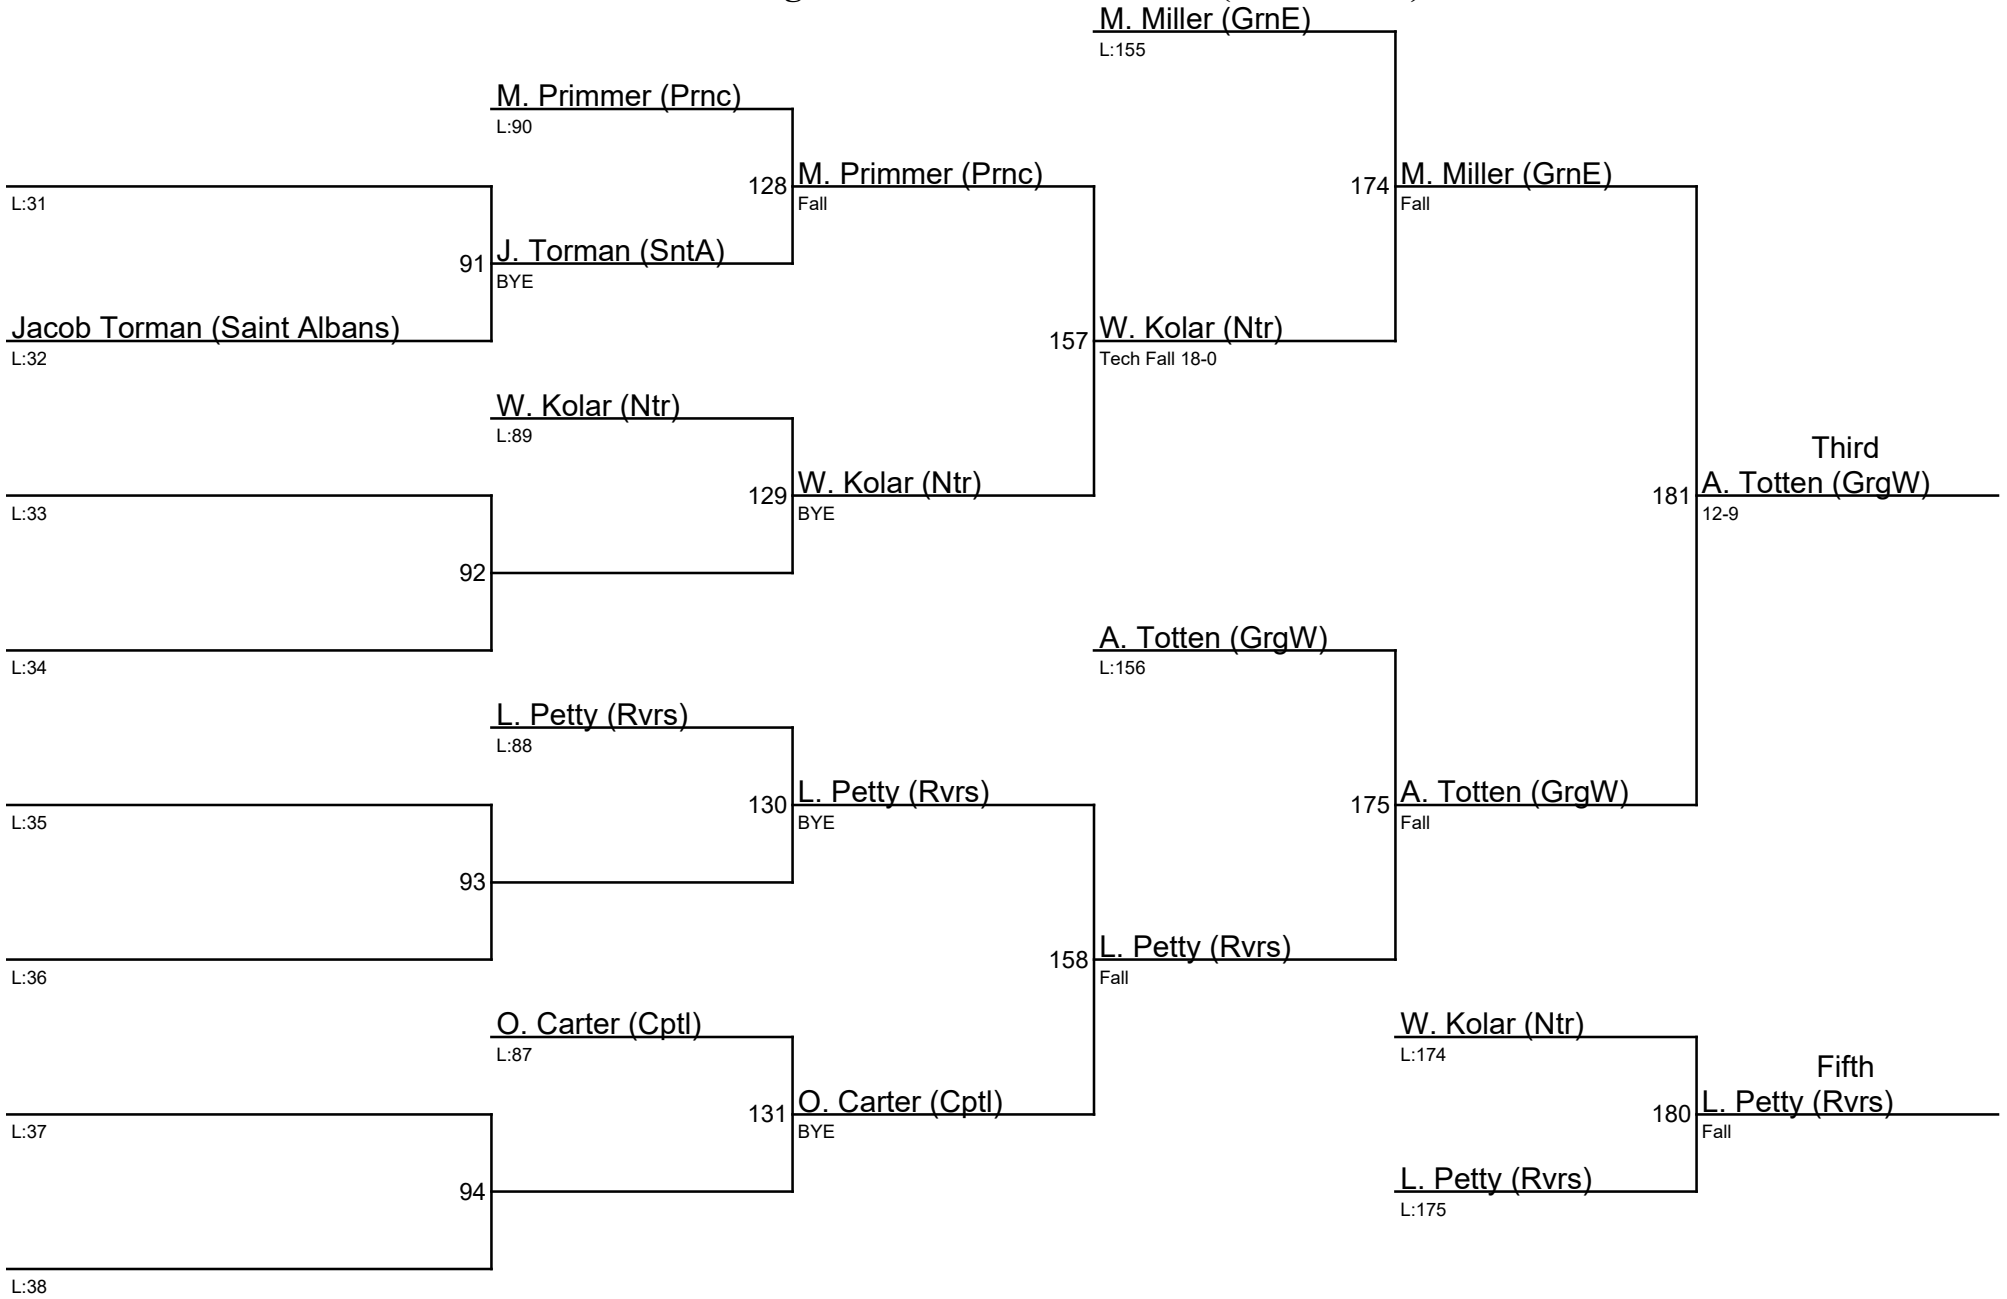 M. Miller (GrnE)
L:155
M. Primmer (Prnc)
L:90
128
M. Primmer (Prnc)
Fall
174
M. Miller (GrnE)
Fall
L:31
91
J. Torman (SntA)
BYE
Jacob Torman (Saint Albans)
L:32
157
W. Kolar (Ntr)
Tech Fall 18-0
W. Kolar (Ntr)
L:89
Third
129
W. Kolar (Ntr)
BYE
181
A. Totten (GrgW)
12-9
L:33
92
A. Totten (GrgW)
L:156
L:34
L. Petty (Rvrs)
L:88
130
L. Petty (Rvrs)
BYE
175
A. Totten (GrgW)
Fall
L:35
93
158
L. Petty (Rvrs)
Fall
L:36
O. Carter (Cptl)
L:87
W. Kolar (Ntr)
L:174
Fifth
131
O. Carter (Cptl)
BYE
180
L. Petty (Rvrs)
Fall
L:37
94
L. Petty (Rvrs)
L:175
L:38